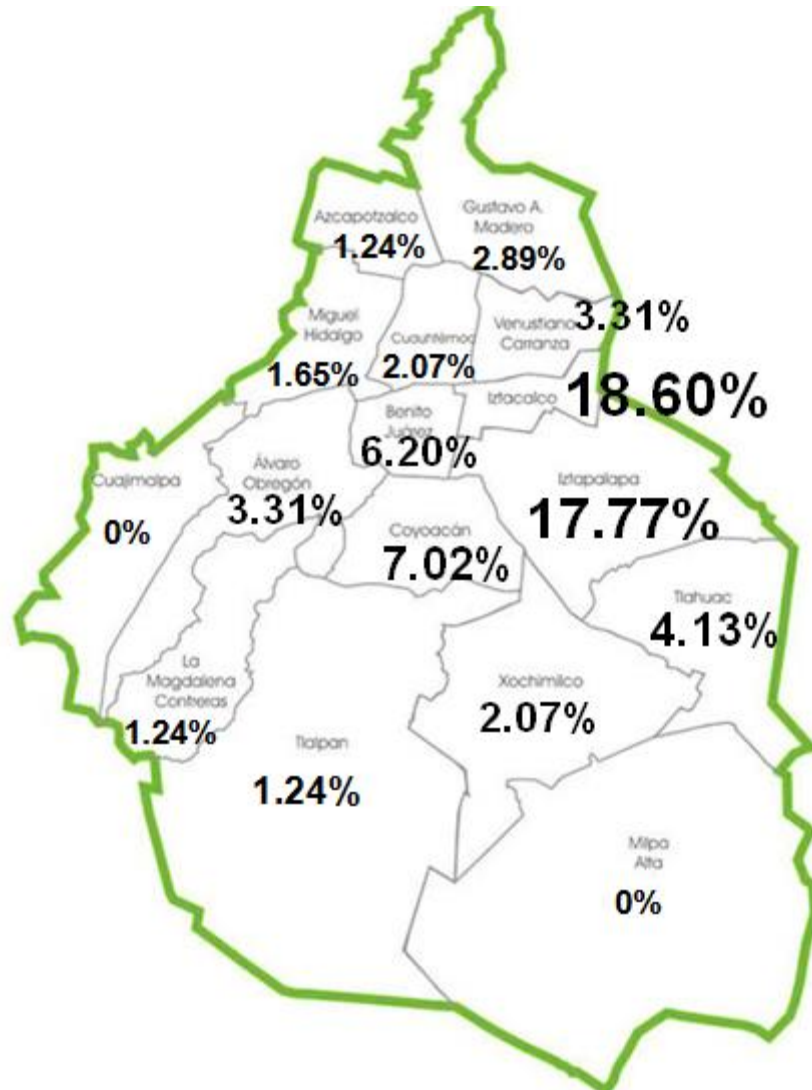 Azcapotzalco
1.24%
Gustavo A.
Madero
2.89%
Miguel
Hidalgo
1.65%
Cuauhtémoc
2.07%
Venustiano
Carranza
3.31%
Iztacalco
18.60%
Benito
Juárez
6.20%
Cuajimalpa
0%
Álvaro
Obregón
3.31%
Coyoacán
7.02%
Iztapalapa
17.77%
Tlahuac
4.13%
La
Magdalena
Contreras
1.24%
Tlalpan
1.24%
Xochimilco
2.07%
Milpa
Alta
0%